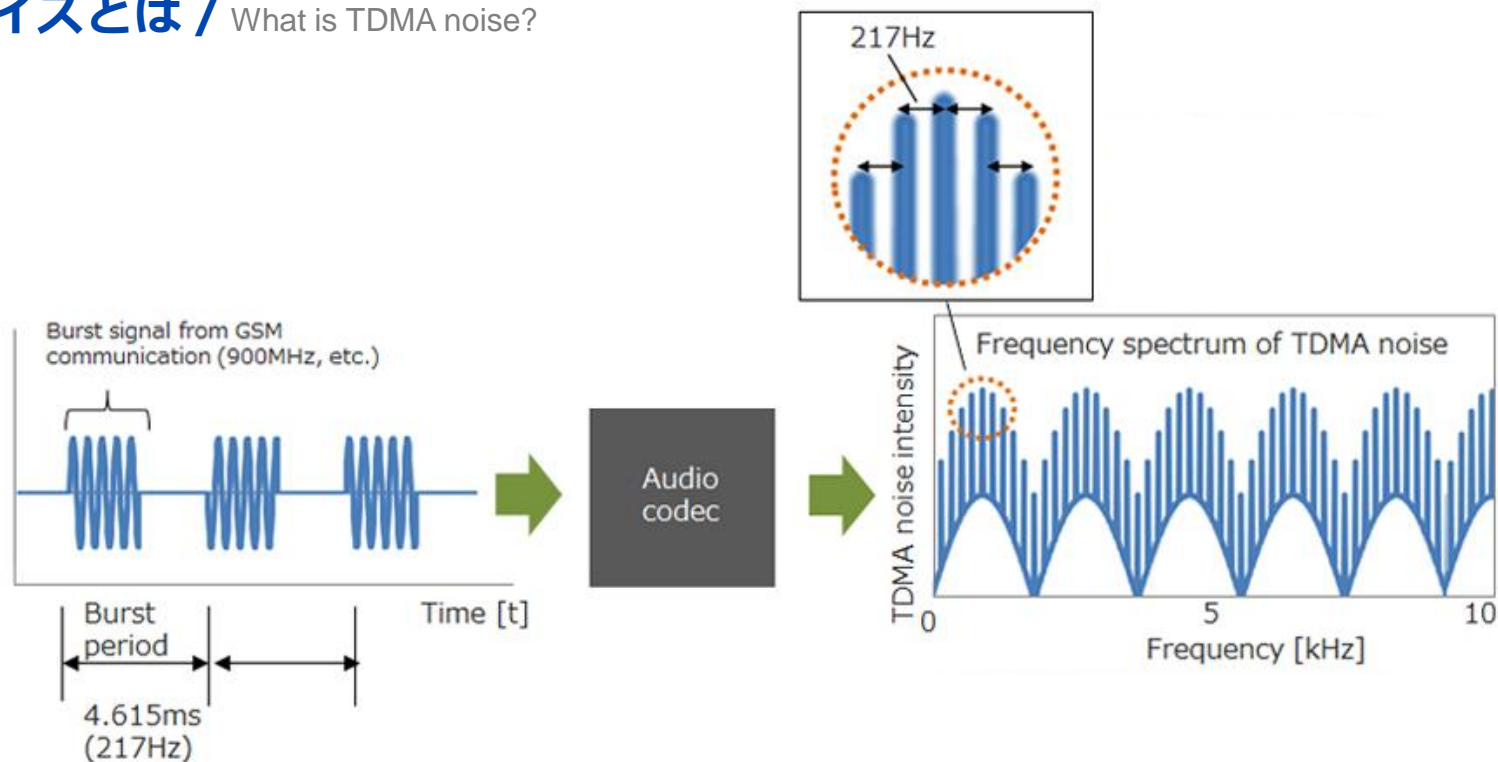 イズとは / What is TDMA noise?
217Hz
Burst signal from GSM
communication (900MHz, etc.)
Time [t]
Burst
period
4.615ms
(217Hz)
Audio
codec
Frequency spectrum of TDMA noise
TDMA noise intensity
0
5
10
Frequency [kHz]